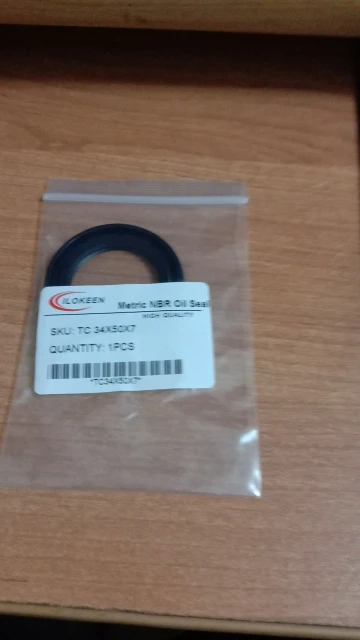 ILOKEEN
Metric NBR Oil Seal
HIGH QUALITY
SKU: TC 34X50X7
QUANTITY: 1PCS
*TC34X50X7*